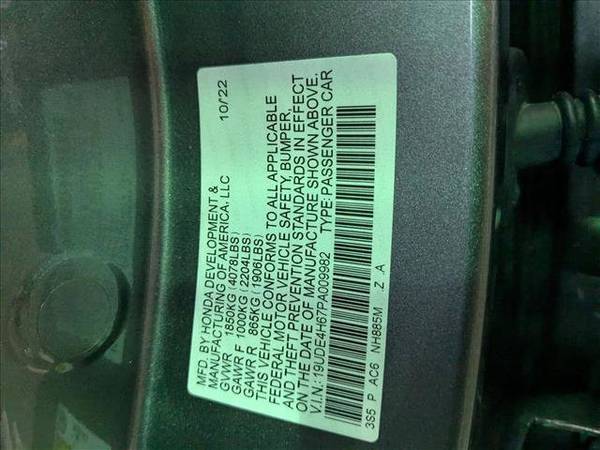 MFD. BY HONDA DEVELOPMENT &
MANUFACTURING OF AMERICA, LLC 10/22
GVWR 1850KG (4078LBS)
GAWR F 1000KG (2204LBS)
GAWR R 865KG (1906LBS)
THIS VEHICLE CONFORMS TO ALL APPLICABLE
FEDERAL MOTOR VEHICLE SAFETY, BUMPER,
AND THEFT PREVENTION STANDARDS IN EFFECT
ON THE DATE OF MANUFACTURE SHOWN ABOVE.
V.I.N.: 19UDE4H67PA009982 TYPE: PASSENGER CAR
3S5 P AC6 NH885M Z A